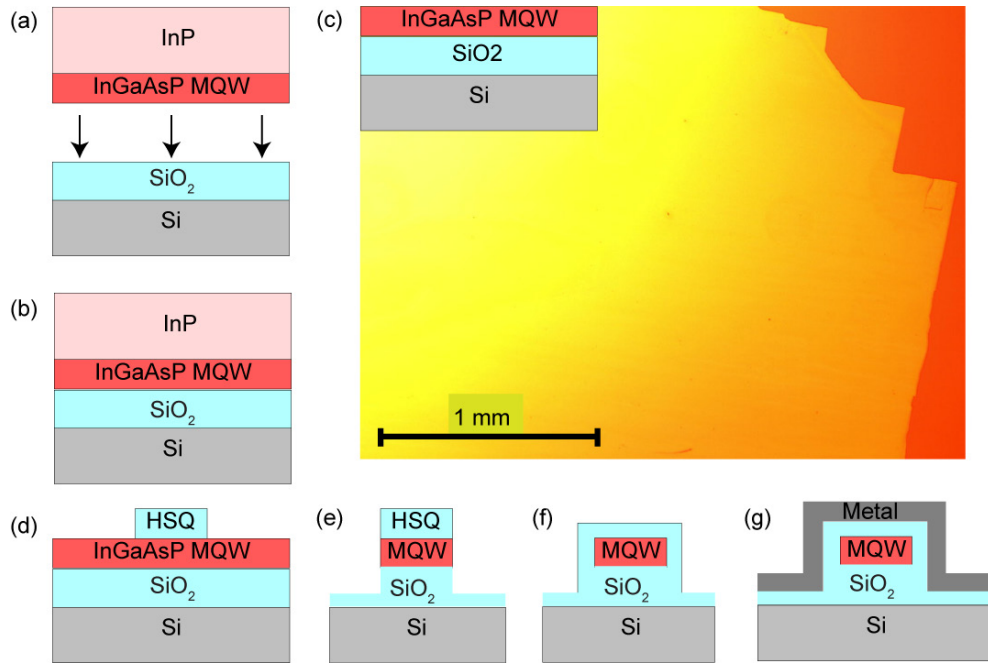 (a)
InP
InGaAsP MQW
SiO2
Si
(b)
InP
InGaAsP MQW
SiO2
Si
(c)
InGaAsP MQW
SiO2
Si
1 mm
(d)
HSQ
InGaAsP MQW
SiO2
Si
(e)
HSQ
MQW
SiO2
Si
(f)
MQW
SiO2
Si
(g)
Metal
MQW
SiO2
Si